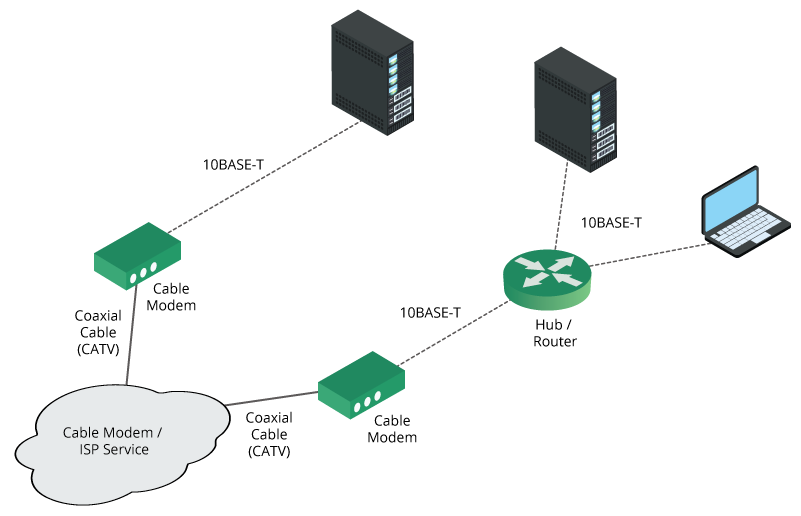 10BASE-T
10BASE-T
Cable
Modem
Coaxial
Cable
(CATV)
10BASE-T
Hub /
Router
Cable Modem /
ISP Service
Coaxial
Cable
(CATV)
Cable
Modem